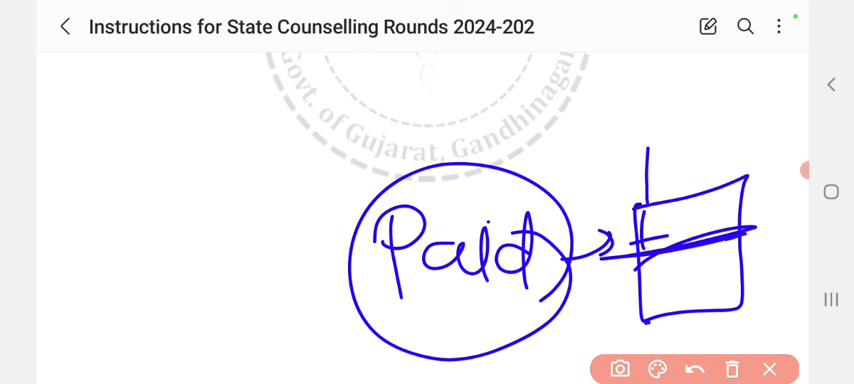 Instructions for State Counselling Rounds 2024-202
Govt. of Gujarat, Gandhinagar
Paid